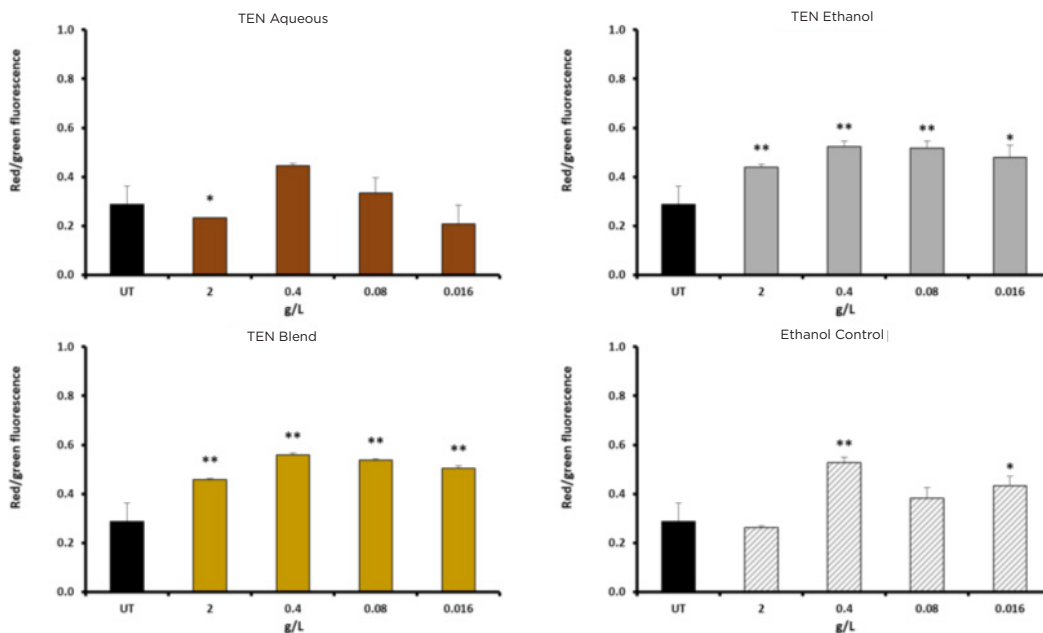 TEN Aqueous
Red/green fluorescence
1.0
0.8
0.6
0.4
0.2
0.0
*
UT 2 0.4 0.08 0.016
g/L
TEN Ethanol
Red/green fluorescence
1.0
0.8
0.6
0.4
0.2
0.0
** ** ** *
UT 2 0.4 0.08 0.016
g/L
TEN Blend
Red/green fluorescence
1.0
0.8
0.6
0.4
0.2
0.0
** ** ** **
UT 2 0.4 0.08 0.016
g/L
Ethanol Control
Red/green fluorescence
1.0
0.8
0.6
0.4
0.2
0.0
** *
UT 2 0.4 0.08 0.016
g/L